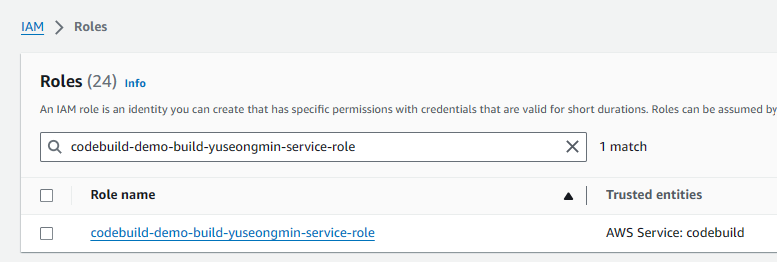 IAM > Roles
Roles (24) Info
An IAM role is an identity you can create that has specific permissions with credentials that are valid for short durations. Roles can be assumed by
codebuild-demo-build-yuseongmin-service-role 1 match
Role name Trusted entities
codebuild-demo-build-yuseongmin-service-role AWS Service: codebuild